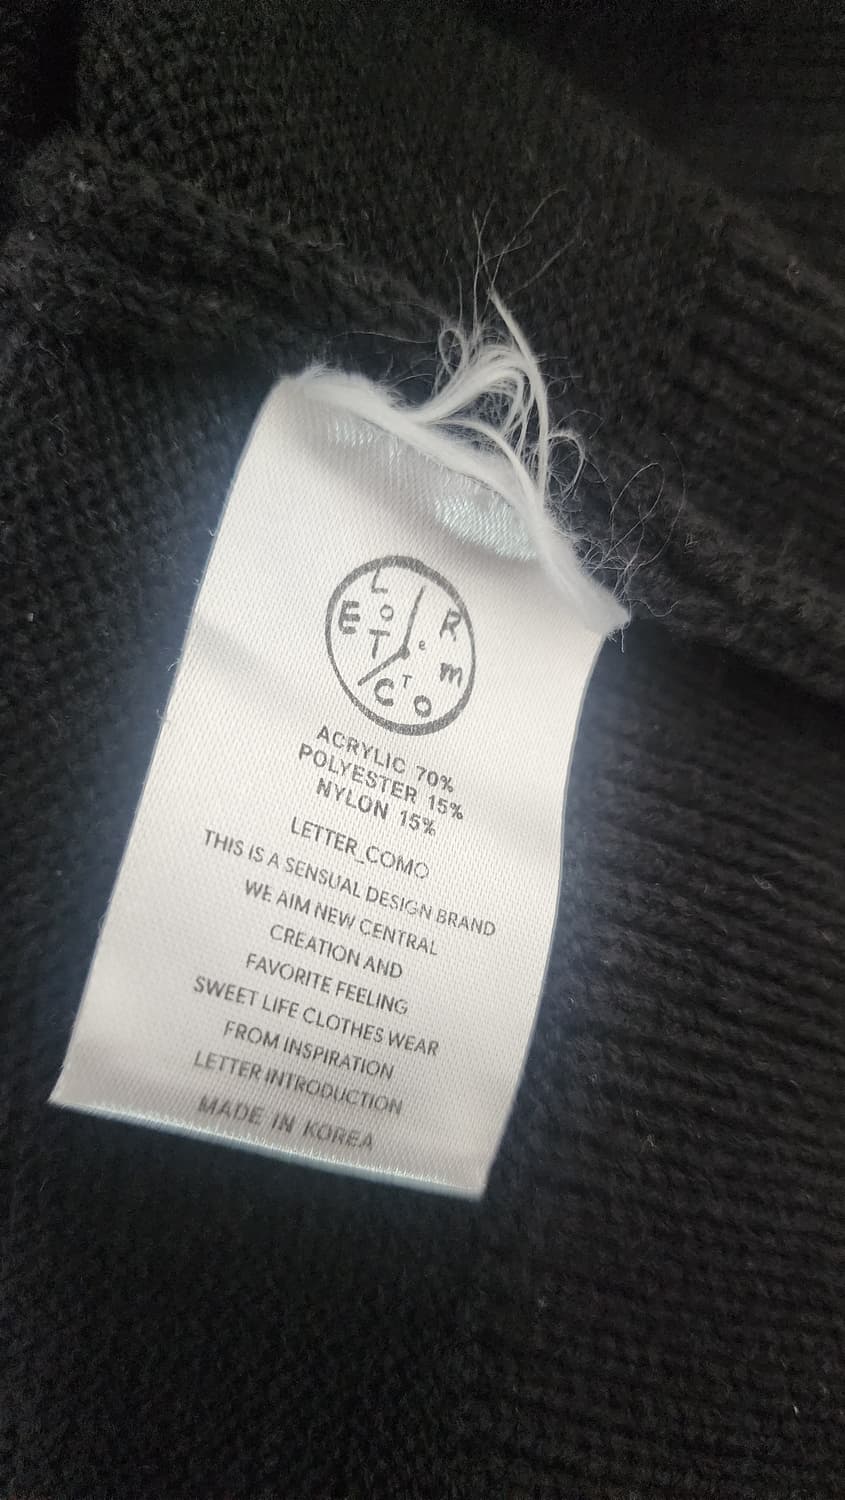 L
E O R
T e
T m
C O
ACRYLIC 70%
POLYESTER 15%
NYLON 15%
LETTER_COMO
THIS IS A SENSUAL DESIGN BRAND
WE AIM NEW CENTRAL
CREATION AND
FAVORITE FEELING
SWEET LIFE CLOTHES WEAR
FROM INSPIRATION
LETTER INTRODUCTION
MADE IN KOREA